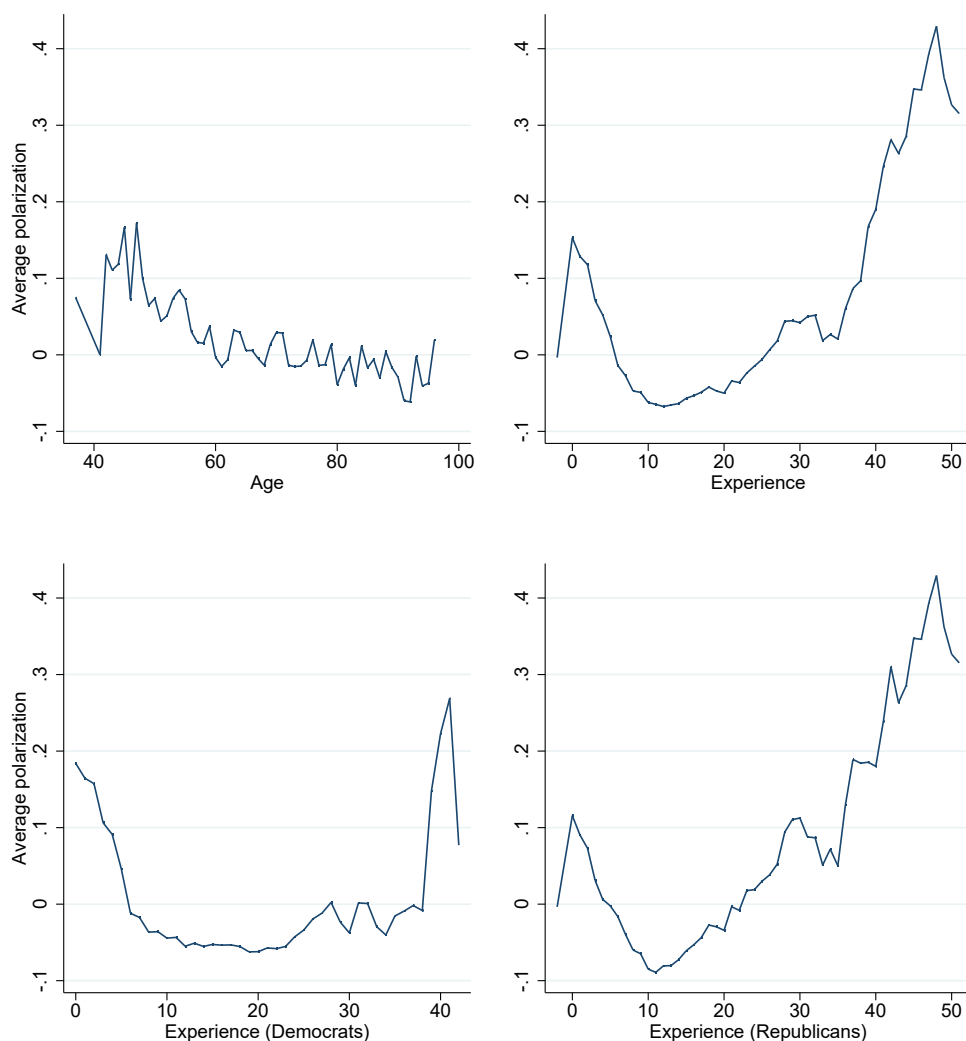 Average polarization
.4
.3
.2
.1
0
-.1
40 60 80 100
Age
.4
.3
.2
.1
0
-.1
0 10 20 30 40 50
Experience
Average polarization
.4
.3
.2
.1
0
-.1
0 10 20 30 40
Experience (Democrats)
.4
.3
.2
.1
0
-.1
0 10 20 30 40 50
Experience (Republicans)